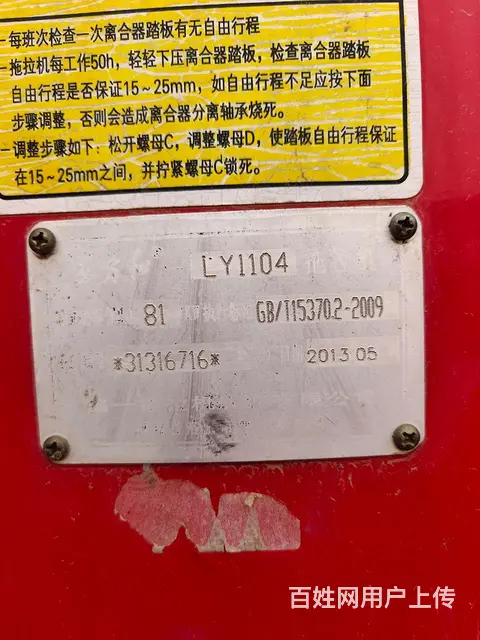 －每班次检查一次离合器踏板有无自由行程
－拖拉机每工作50h，轻轻下压离合器踏板，检查离合器踏板
自由行程是否保证15～25mm，如自由行程不足应按下面
步骤调整，否则会造成离合器分离轴承烧死。
－调整步骤如下：松开螺母C，调整螺母D，使踏板自由行程保证
在15～25mm之间，并拧紧螺母C锁死。
LY1104
81 GB/T15370.2-2009
*31316716* 2013 05
百姓网用户上传